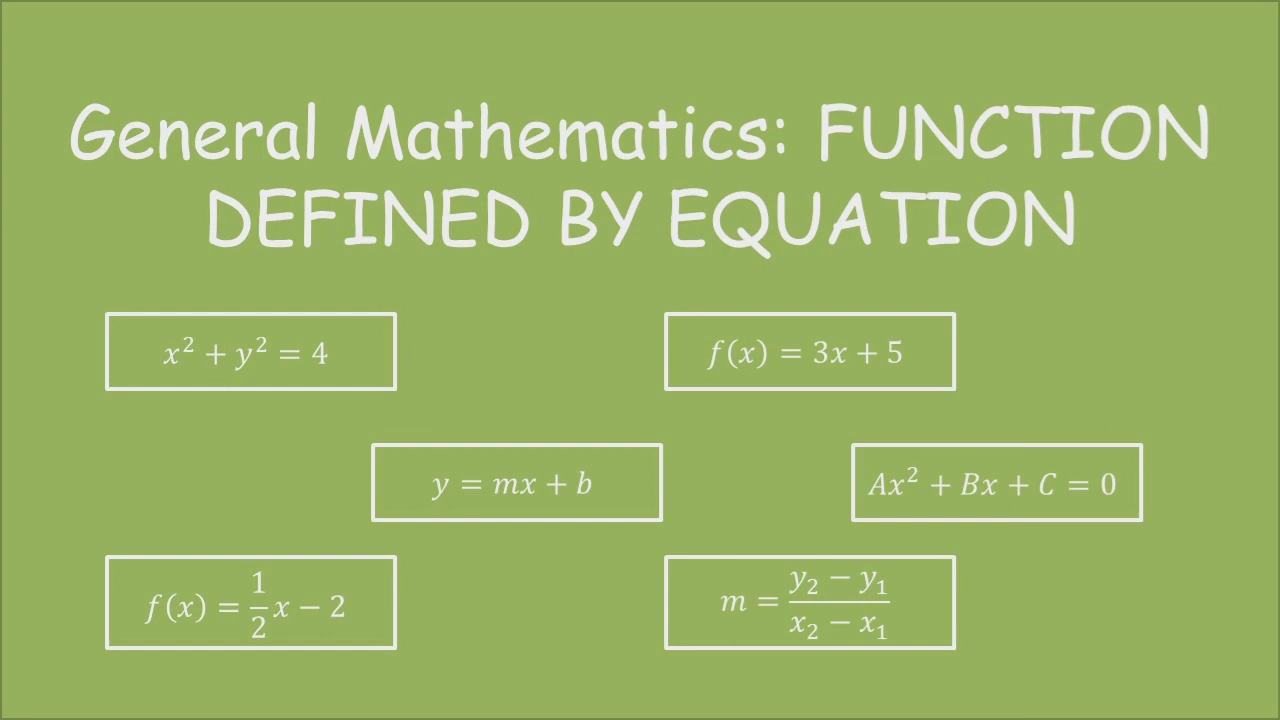 General Mathematics: FUNCTION
DEFINED BY EQUATION
x² + y² = 4
f(x) = 3x + 5
y = mx + b
Ax² + Bx + C = 0
f(x) = 1/2 x − 2
m = (y₂ − y₁)/(x₂ − x₁)